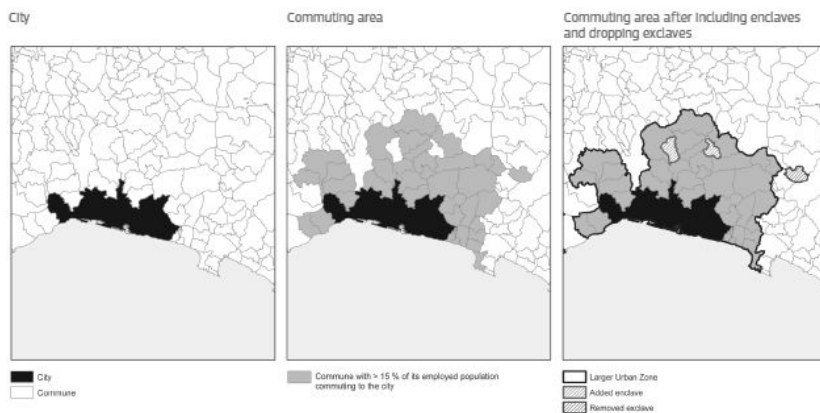 City
Commuting area
Commuting area after including enclaves
and dropping exclaves
City
Commune
Commune with > 15 % of its employed population
commuting to the city
Larger Urban Zone
Added enclave
Removed exclave